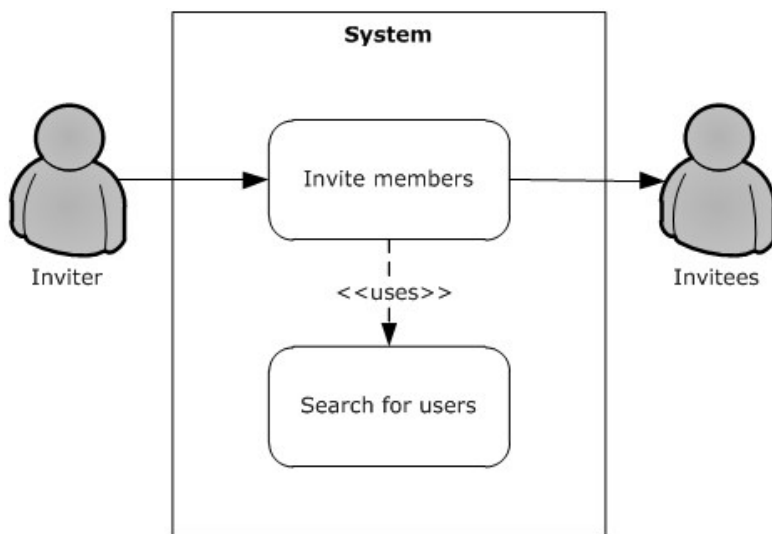 System
Invite members
Inviter
Invitees
<<uses>>
Search for users